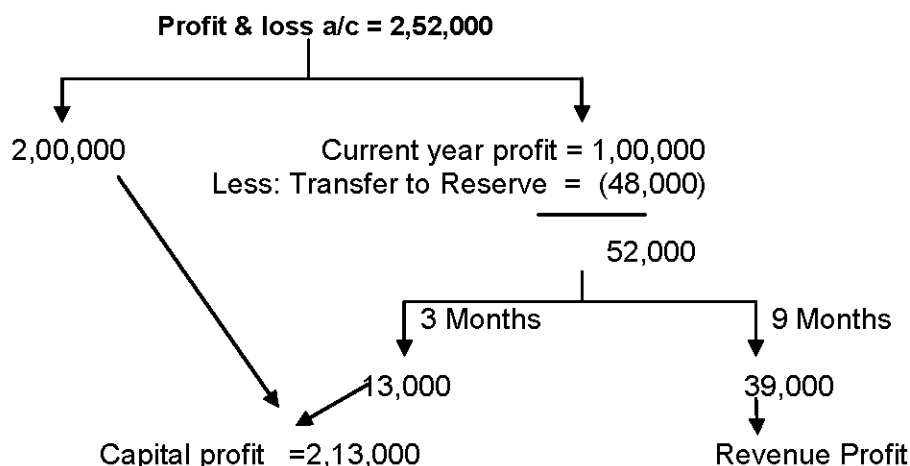 Profit & loss a/c = 2,52,000
2,00,000
Current year profit = 1,00,000
Less: Transfer to Reserve = (48,000)
52,000
3 Months
9 Months
13,000
39,000
Capital profit =2,13,000
Revenue Profit